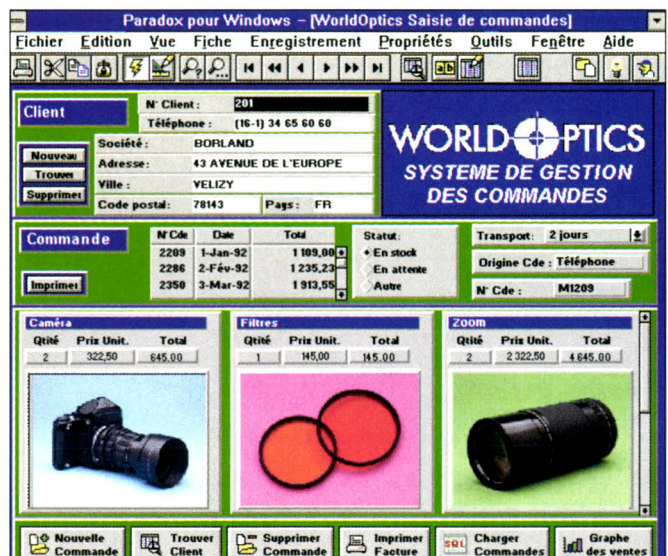 Paradox pour Windows – [WorldOptics Saisie de commandes]
Fichier Edition Vue Fiche Enregistrement Propriétés Outils Fenêtre Aide
Client
N° Client : 201
Téléphone : (16-1) 34 65 60 60
Nouveau
Trouver
Supprimer
Société : BORLAND
Adresse: 43 AVENUE DE L'EUROPE
Ville : VELIZY
Code postal: 78143 Pays : FR
WORLD OPTICS
SYSTEME DE GESTION
DES COMMANDES
Commande
Imprimer
N° Cde Date Total
2209 1-Jan-92 1 109,00
2286 2-Fév-92 1 235,23
2350 3-Mar-92 1 913,55
Statut:
En stock
En attente
Autre
Transport: 2 jours
Origine Cde : Téléphone
N° Cde : M1209
Caméra
Qtité Prix Unit. Total
2 322,50 645.00
Filtres
Qtité Prix Unit. Total
1 145,00 145.00
Zoom
Qtité Prix Unit. Total
2 2 322,50 4 645.00
Nouvelle Commande
Trouver Client
Supprimer Commande
Imprimer Facture
SQL Charger Commandes
Graphe des ventes